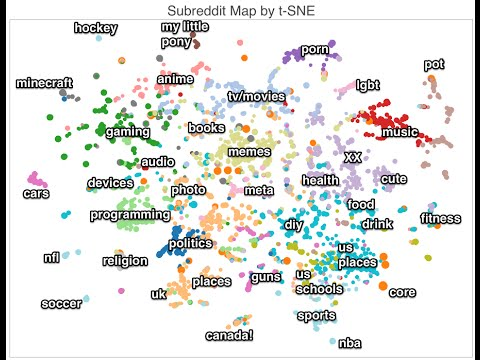 Subreddit Map by t-SNE
hockey
my little
pony
porn
pot
minecraft
anime
tv/movies
lgbt
gaming
books
music
memes
XX
audio
cars
devices
photo
meta
health
cute
programming
food
fitness
diy
drink
politics
us
places
nfl
religion
guns
us
schools
uk
places
core
soccer
sports
canada!
nba